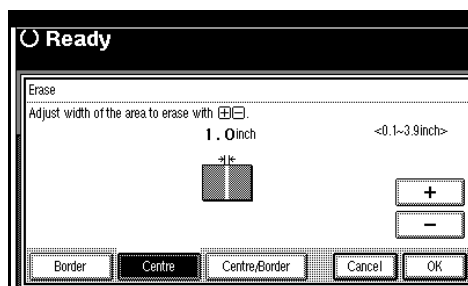 Ready
Erase
Adjust width of the area to erase with ⊞⊟.
1.0inch <0.1~3.9inch>
+
−
Border Centre Centre/Border Cancel OK